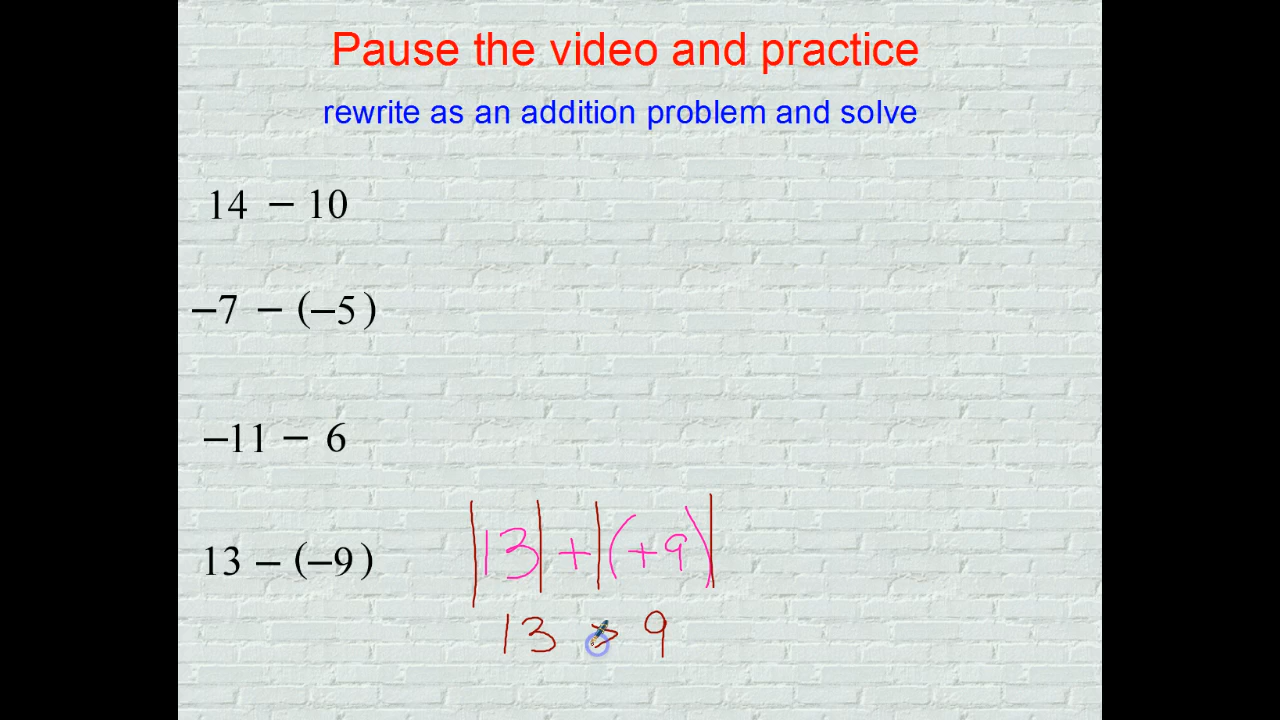 Pause the video and practice
rewrite as an addition problem and solve
14 − 10
−7 − (−5)
−11 − 6
13 − (−9) |13| + |(+9)|
13 > 9